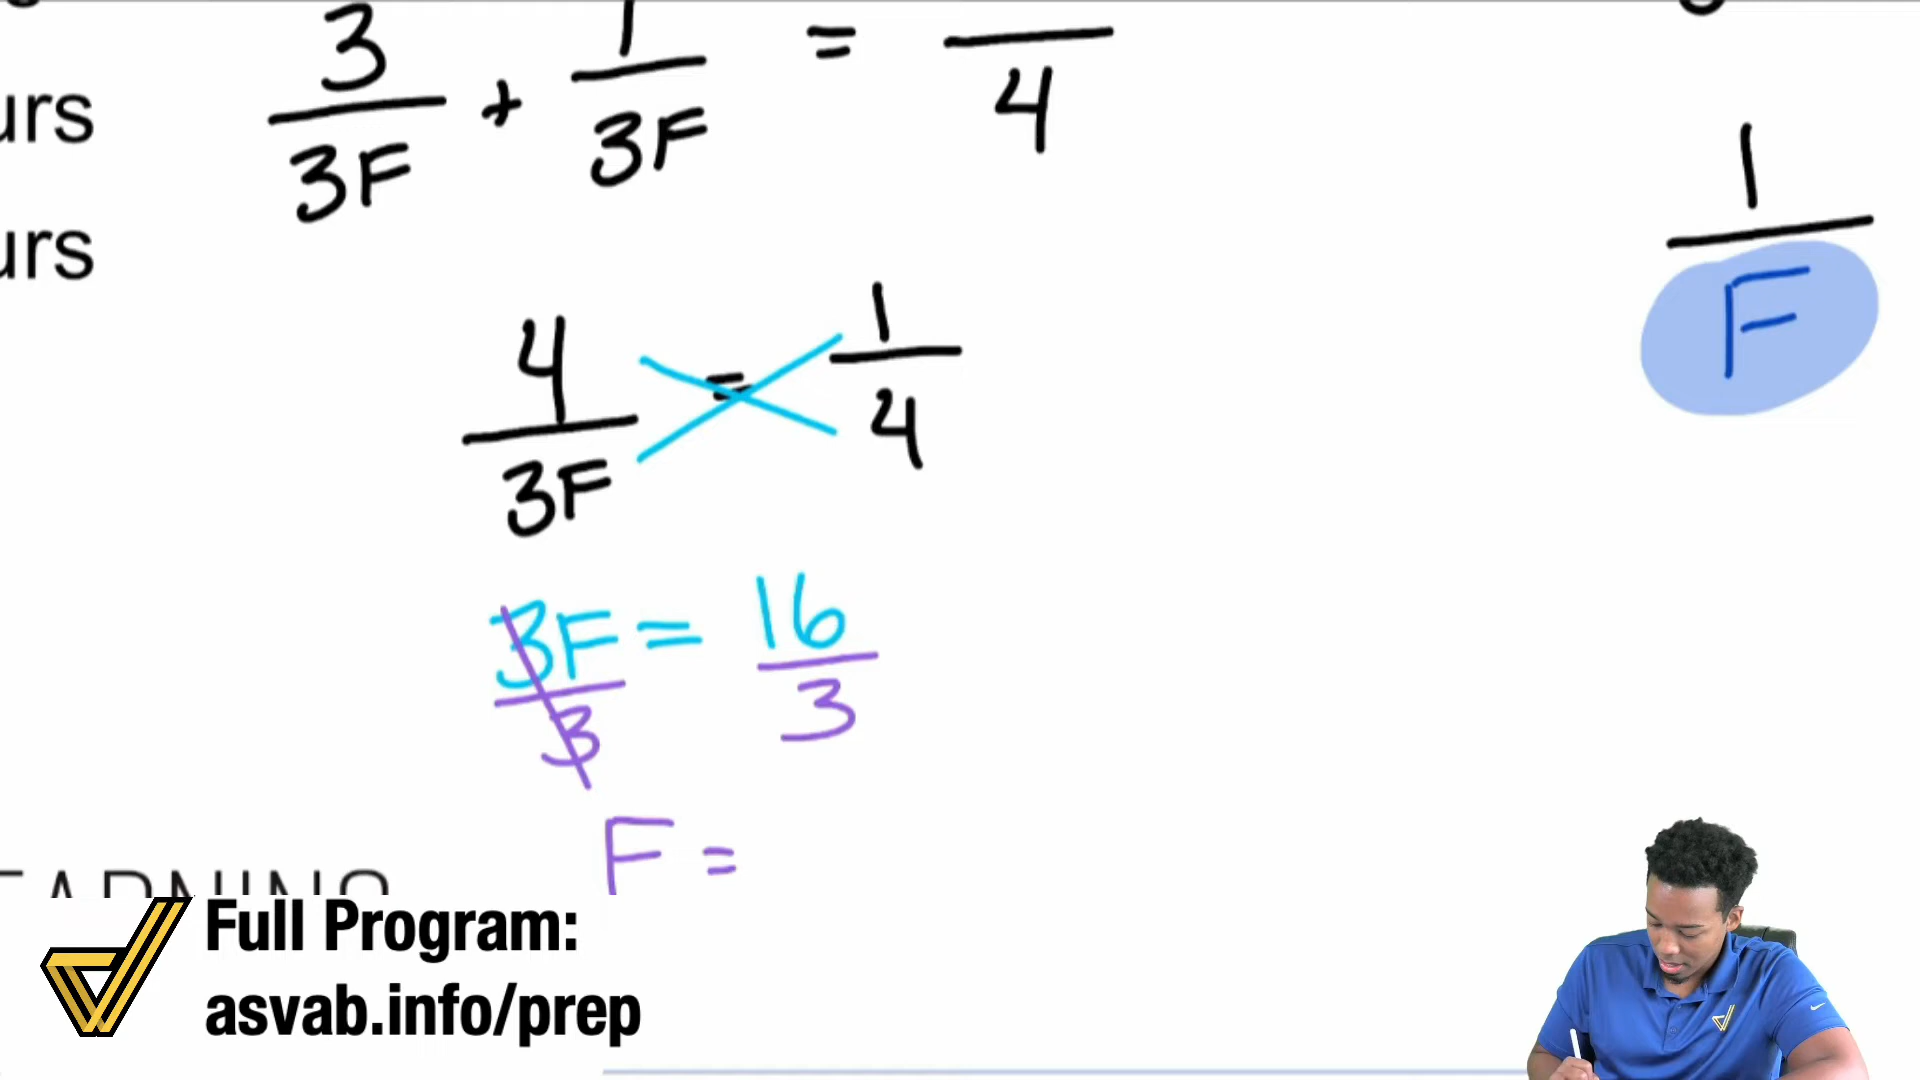 urs
urs
3/3F + 1/3F = /4
4/3F = 1/4
3F/3 = 16/3
F =
1/F
Full Program:
asvab.info/prep